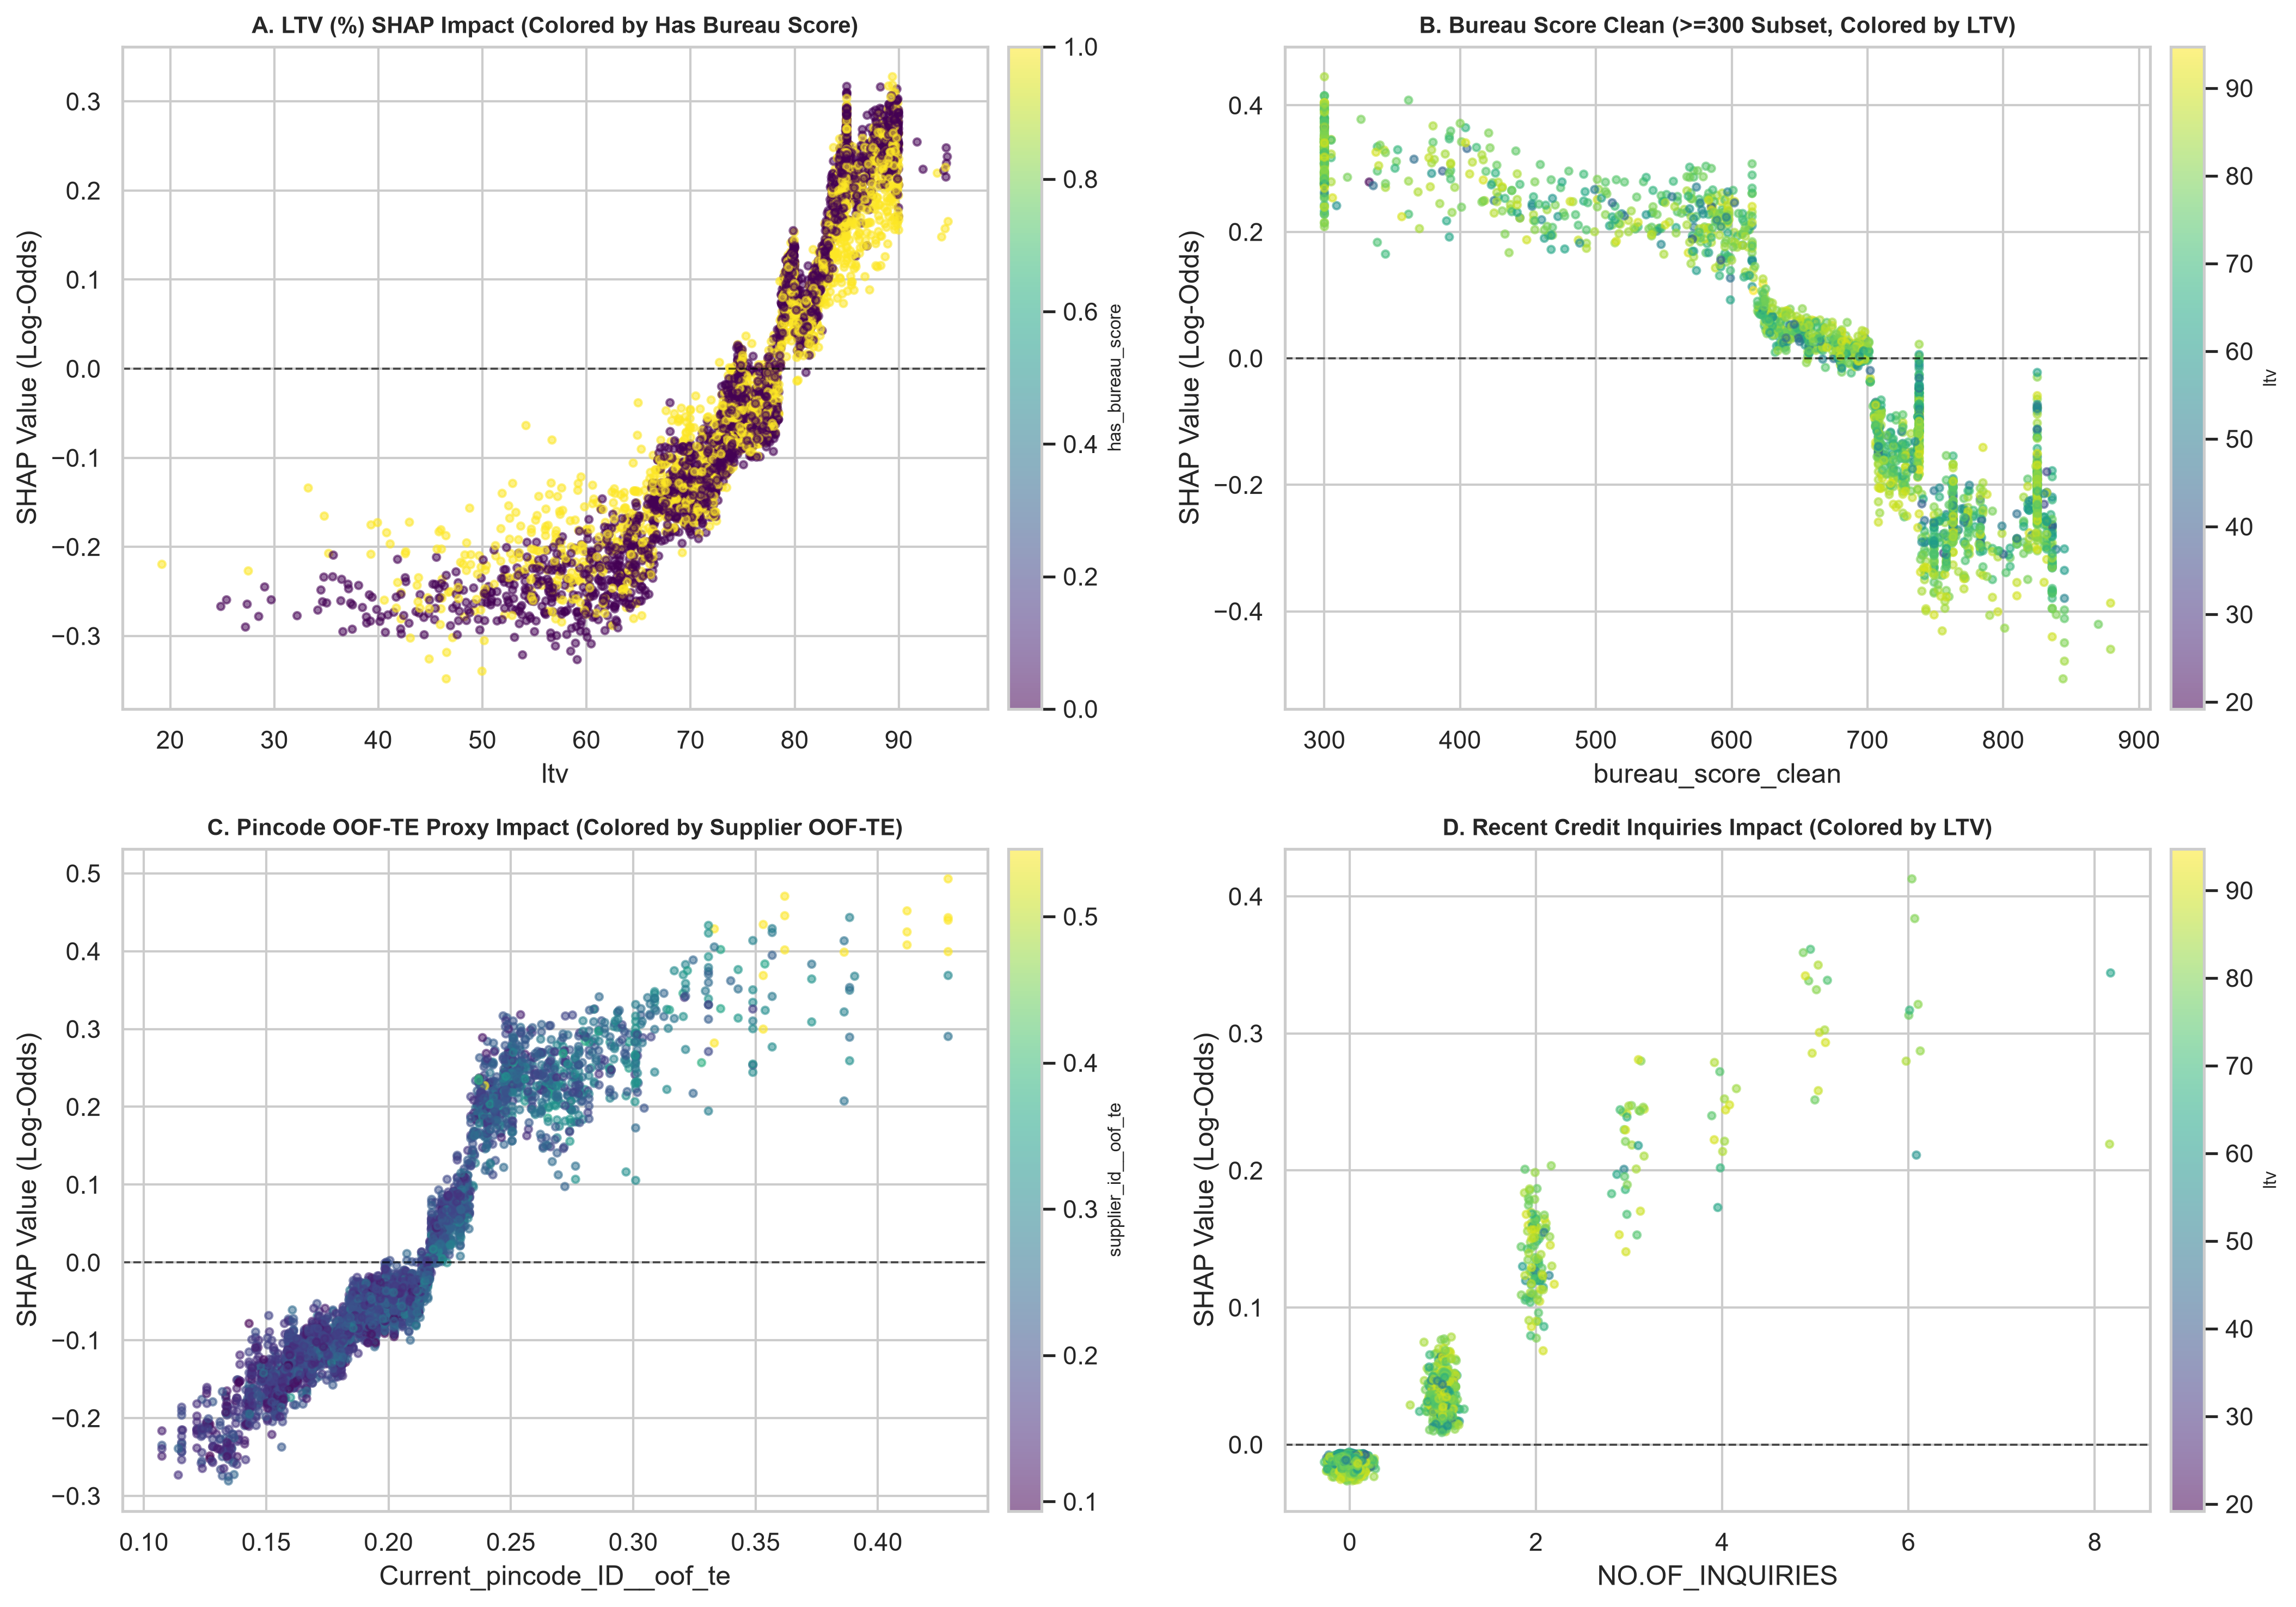 A. LTV (%) SHAP Impact (Colored by Has Bureau Score)
SHAP Value (Log-Odds)
0.3
0.2
0.1
0.0
−0.1
−0.2
−0.3
20 30 40 50 60 70 80 90
ltv
1.0
0.8
0.6
0.4
0.2
0.0
has_bureau_score
B. Bureau Score Clean (>=300 Subset, Colored by LTV)
SHAP Value (Log-Odds)
0.4
0.2
0.0
−0.2
−0.4
300 400 500 600 700 800 900
bureau_score_clean
90
80
70
60
50
40
30
20
ltv
C. Pincode OOF-TE Proxy Impact (Colored by Supplier OOF-TE)
SHAP Value (Log-Odds)
0.5
0.4
0.3
0.2
0.1
0.0
−0.1
−0.2
−0.3
0.10 0.15 0.20 0.25 0.30 0.35 0.40
Current_pincode_ID__oof_te
0.5
0.4
0.3
0.2
0.1
supplier_id__oof_te
D. Recent Credit Inquiries Impact (Colored by LTV)
SHAP Value (Log-Odds)
0.4
0.3
0.2
0.1
0.0
0 2 4 6 8
NO.OF_INQUIRIES
90
80
70
60
50
40
30
20
ltv